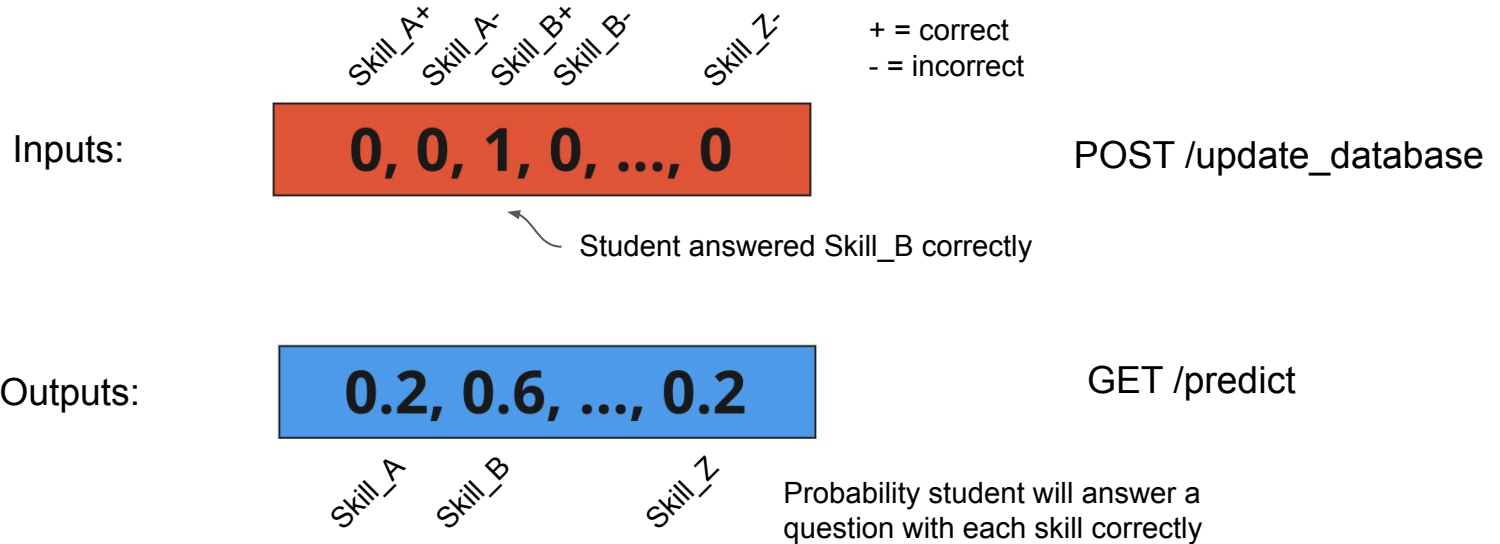 Skill_A+
Skill_A-
Skill_B+
Skill_B-
Skill_Z-
+ = correct
- = incorrect
Inputs:
0, 0, 1, 0, ..., 0
POST /update_database
Student answered Skill_B correctly
Outputs:
0.2, 0.6, ..., 0.2
GET /predict
Skill_A
Skill_B
Skill_Z
Probability student will answer a
question with each skill correctly